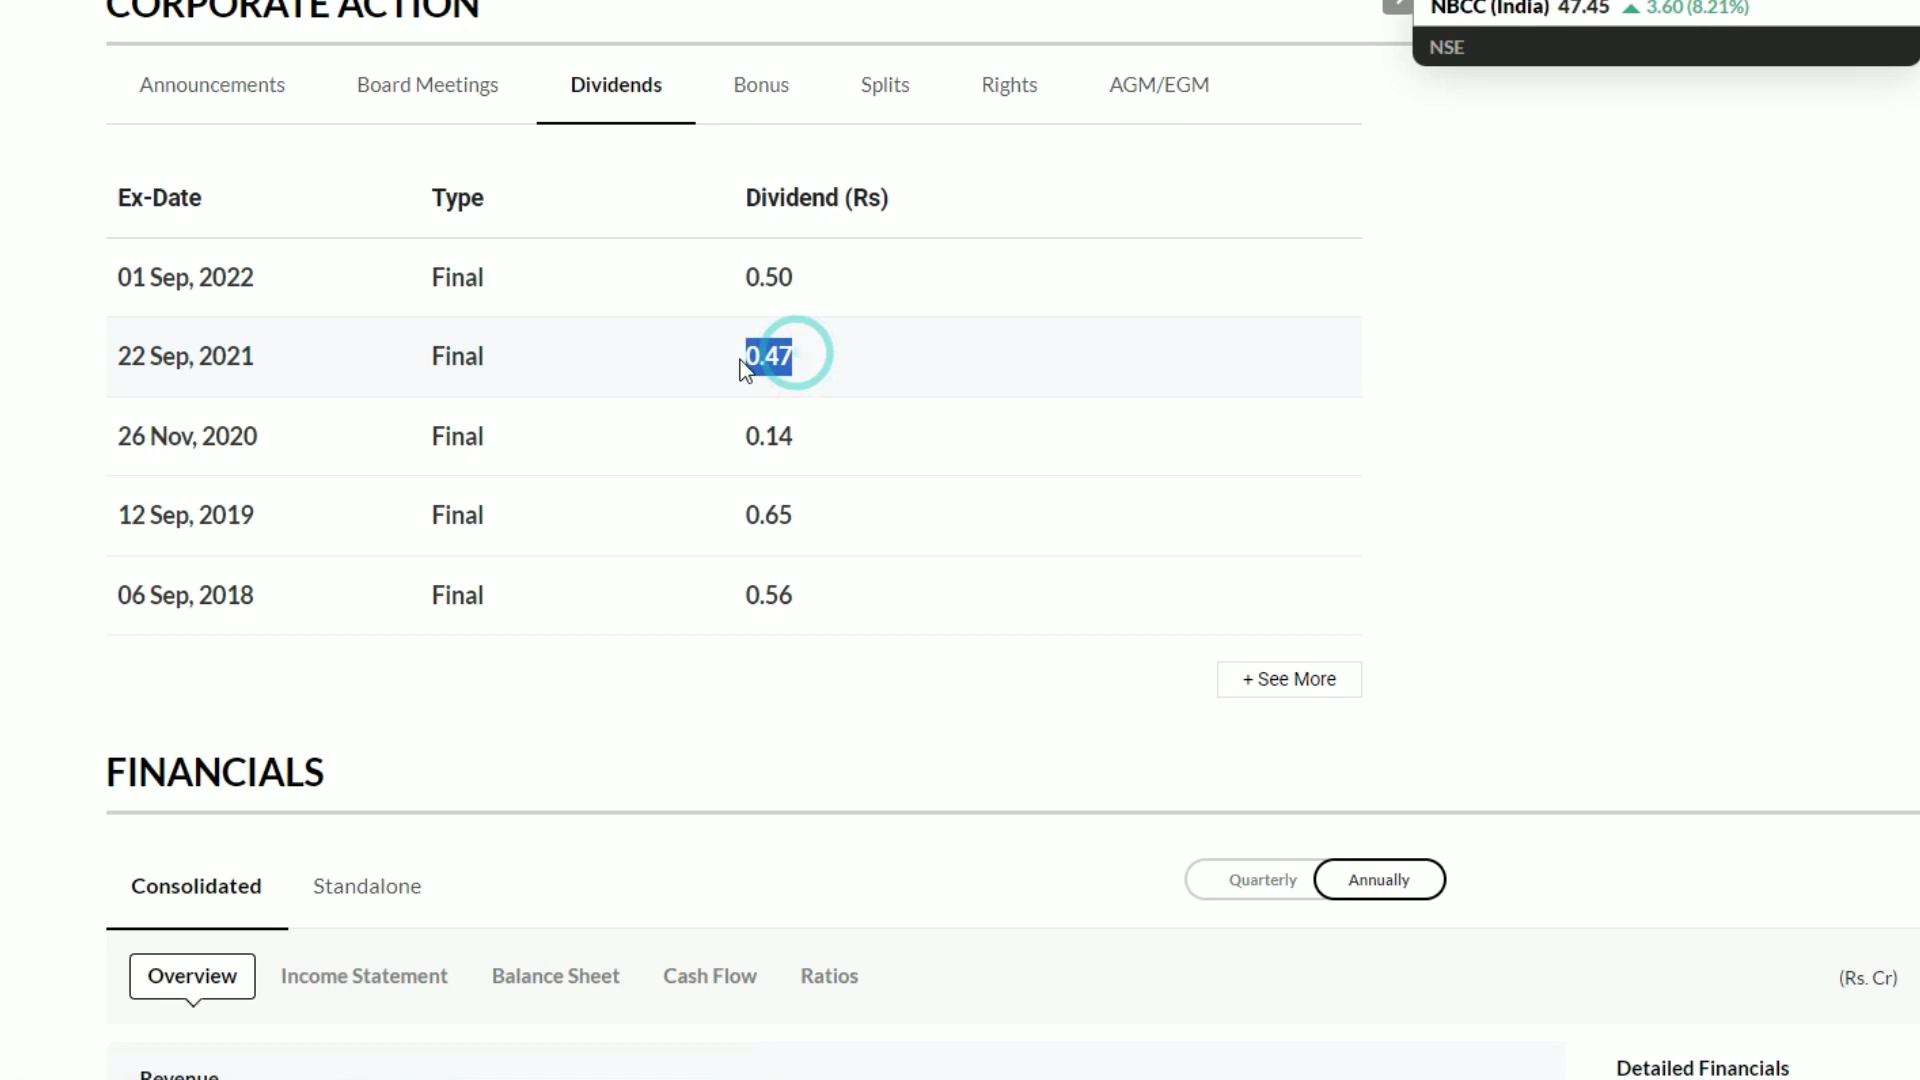 CORPORATE ACTION
NBCC (India) 47.45 ▲ 3.60 (8.21%)
NSE
Announcements Board Meetings Dividends Bonus Splits Rights AGM/EGM
Ex-Date Type Dividend (Rs)
01 Sep, 2022 Final 0.50
22 Sep, 2021 Final 0.47
26 Nov, 2020 Final 0.14
12 Sep, 2019 Final 0.65
06 Sep, 2018 Final 0.56
+ See More
FINANCIALS
Consolidated Standalone Quarterly Annually
Overview Income Statement Balance Sheet Cash Flow Ratios (Rs. Cr)
Revenue Detailed Financials